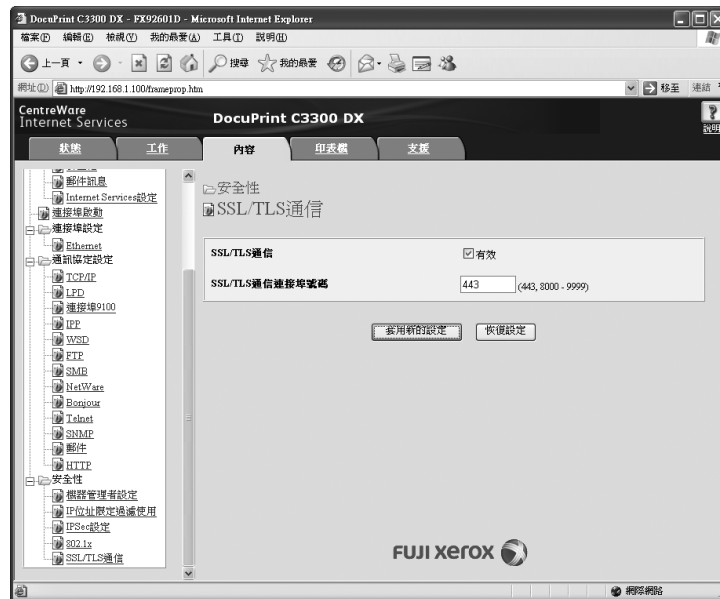 DocuPrint C3300 DX - FX92601D - Microsoft Internet Explorer
檔案(F) 編輯(E) 檢視(V) 我的最愛(A) 工具(T) 說明(H)
上一頁 搜尋 我的最愛
網址(D) http://192.168.1.100/frameprop.htm 移至 連結
CentreWare
Internet Services
DocuPrint C3300 DX
說明
狀態 工作 內容 印表機 支援
郵件訊息
Internet Services設定
連接埠啟動
連接埠設定
Ethernet
通訊協定設定
TCP/IP
LPD
連接埠9100
IPP
WSD
FTP
SMB
NetWare
Bonjour
Telnet
SNMP
郵件
HTTP
安全性
機器管理者設定
IP位址限定過濾使用
IPSec設定
802.1x
SSL/TLS通信
安全性
SSL/TLS通信
SSL/TLS通信 有效
SSL/TLS通信連接埠號碼 443 (443, 8000 - 9999)
套用新的設定 恢復設定
FUJI xerox
網際網路